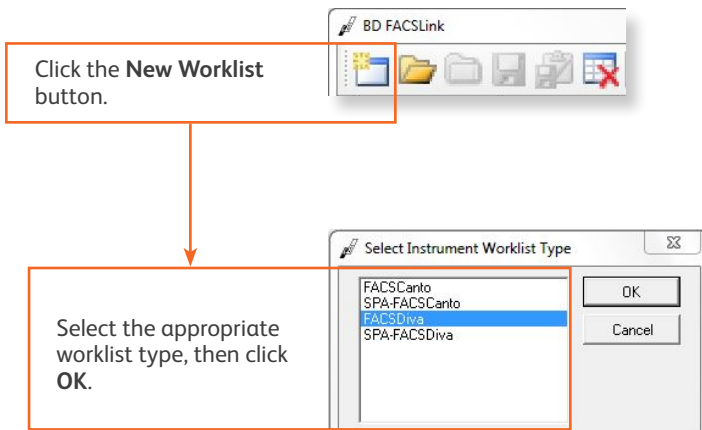 BD FACSLink
Click the New Worklist
button.
Select Instrument Worklist Type
FACSCanto
SPA-FACSCanto
FACSDiva
SPA-FACSDiva
OK
Cancel
Select the appropriate
worklist type, then click
OK.